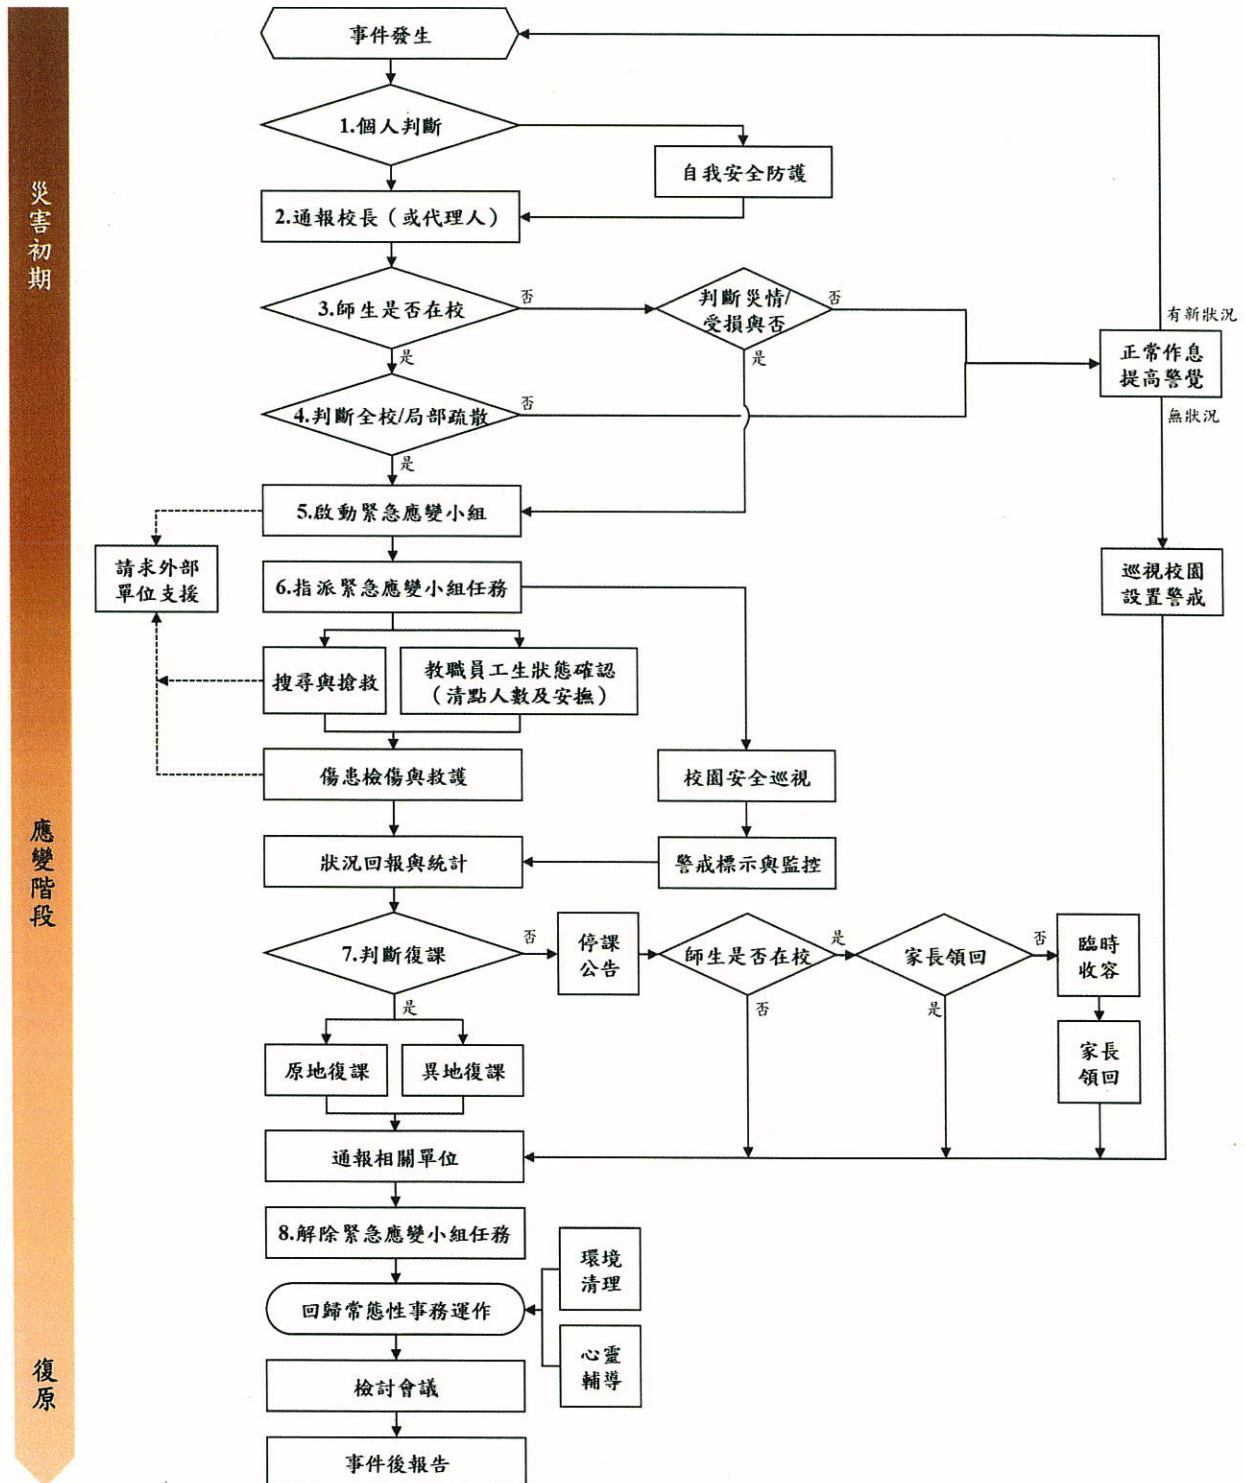 事件發生
1.個人判斷
自我安全防護
2.通報校長（或代理人）
3.師生是否在校
否
判斷災情/
受損與否
否
有新狀況
正常作息
提高警覺
無狀況
是
是
4.判斷全校/局部疏散
否
是
5.啟動緊急應變小組
請求外部
單位支援
6.指派緊急應變小組任務
巡視校園
設置警戒
搜尋與搶救
教職員工生狀態確認
（清點人數及安撫）
傷患檢傷與救護
校園安全巡視
狀況回報與統計
警戒標示與監控
7.判斷復課
否
停課
公告
師生是否在校
是
家長領回
否
臨時
收容
是
否
是
家長
領回
原地復課
異地復課
通報相關單位
8.解除緊急應變小組任務
環境
清理
回歸常態性事務運作
心靈
輔導
檢討會議
事件後報告
災害初期
應變階段
復原